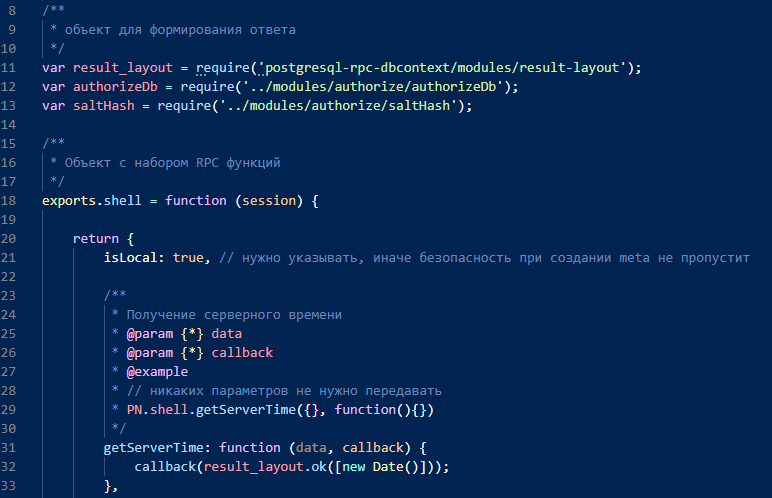 8 /**
9  * объект для формирования ответа
10  */
11 var result_layout = require('postgresql-rpc-dbcontext/modules/result-layout');
12 var authorizeDb = require('../modules/authorize/authorizeDb');
13 var saltHash = require('../modules/authorize/saltHash');
14
15 /**
16  * Объект с набором RPC функций
17  */
18 exports.shell = function (session) {
19
20     return {
21         isLocal: true, // нужно указывать, иначе безопасность при создании meta не пропустит
22
23         /**
24          * Получение серверного времени
25          * @param {*} data
26          * @param {*} callback
27          * @example
28          * // никаких параметров не нужно передавать
29          * PN.shell.getServerTime({}, function(){})
30          */
31         getServerTime: function (data, callback) {
32             callback(result_layout.ok([new Date()]));
33         },